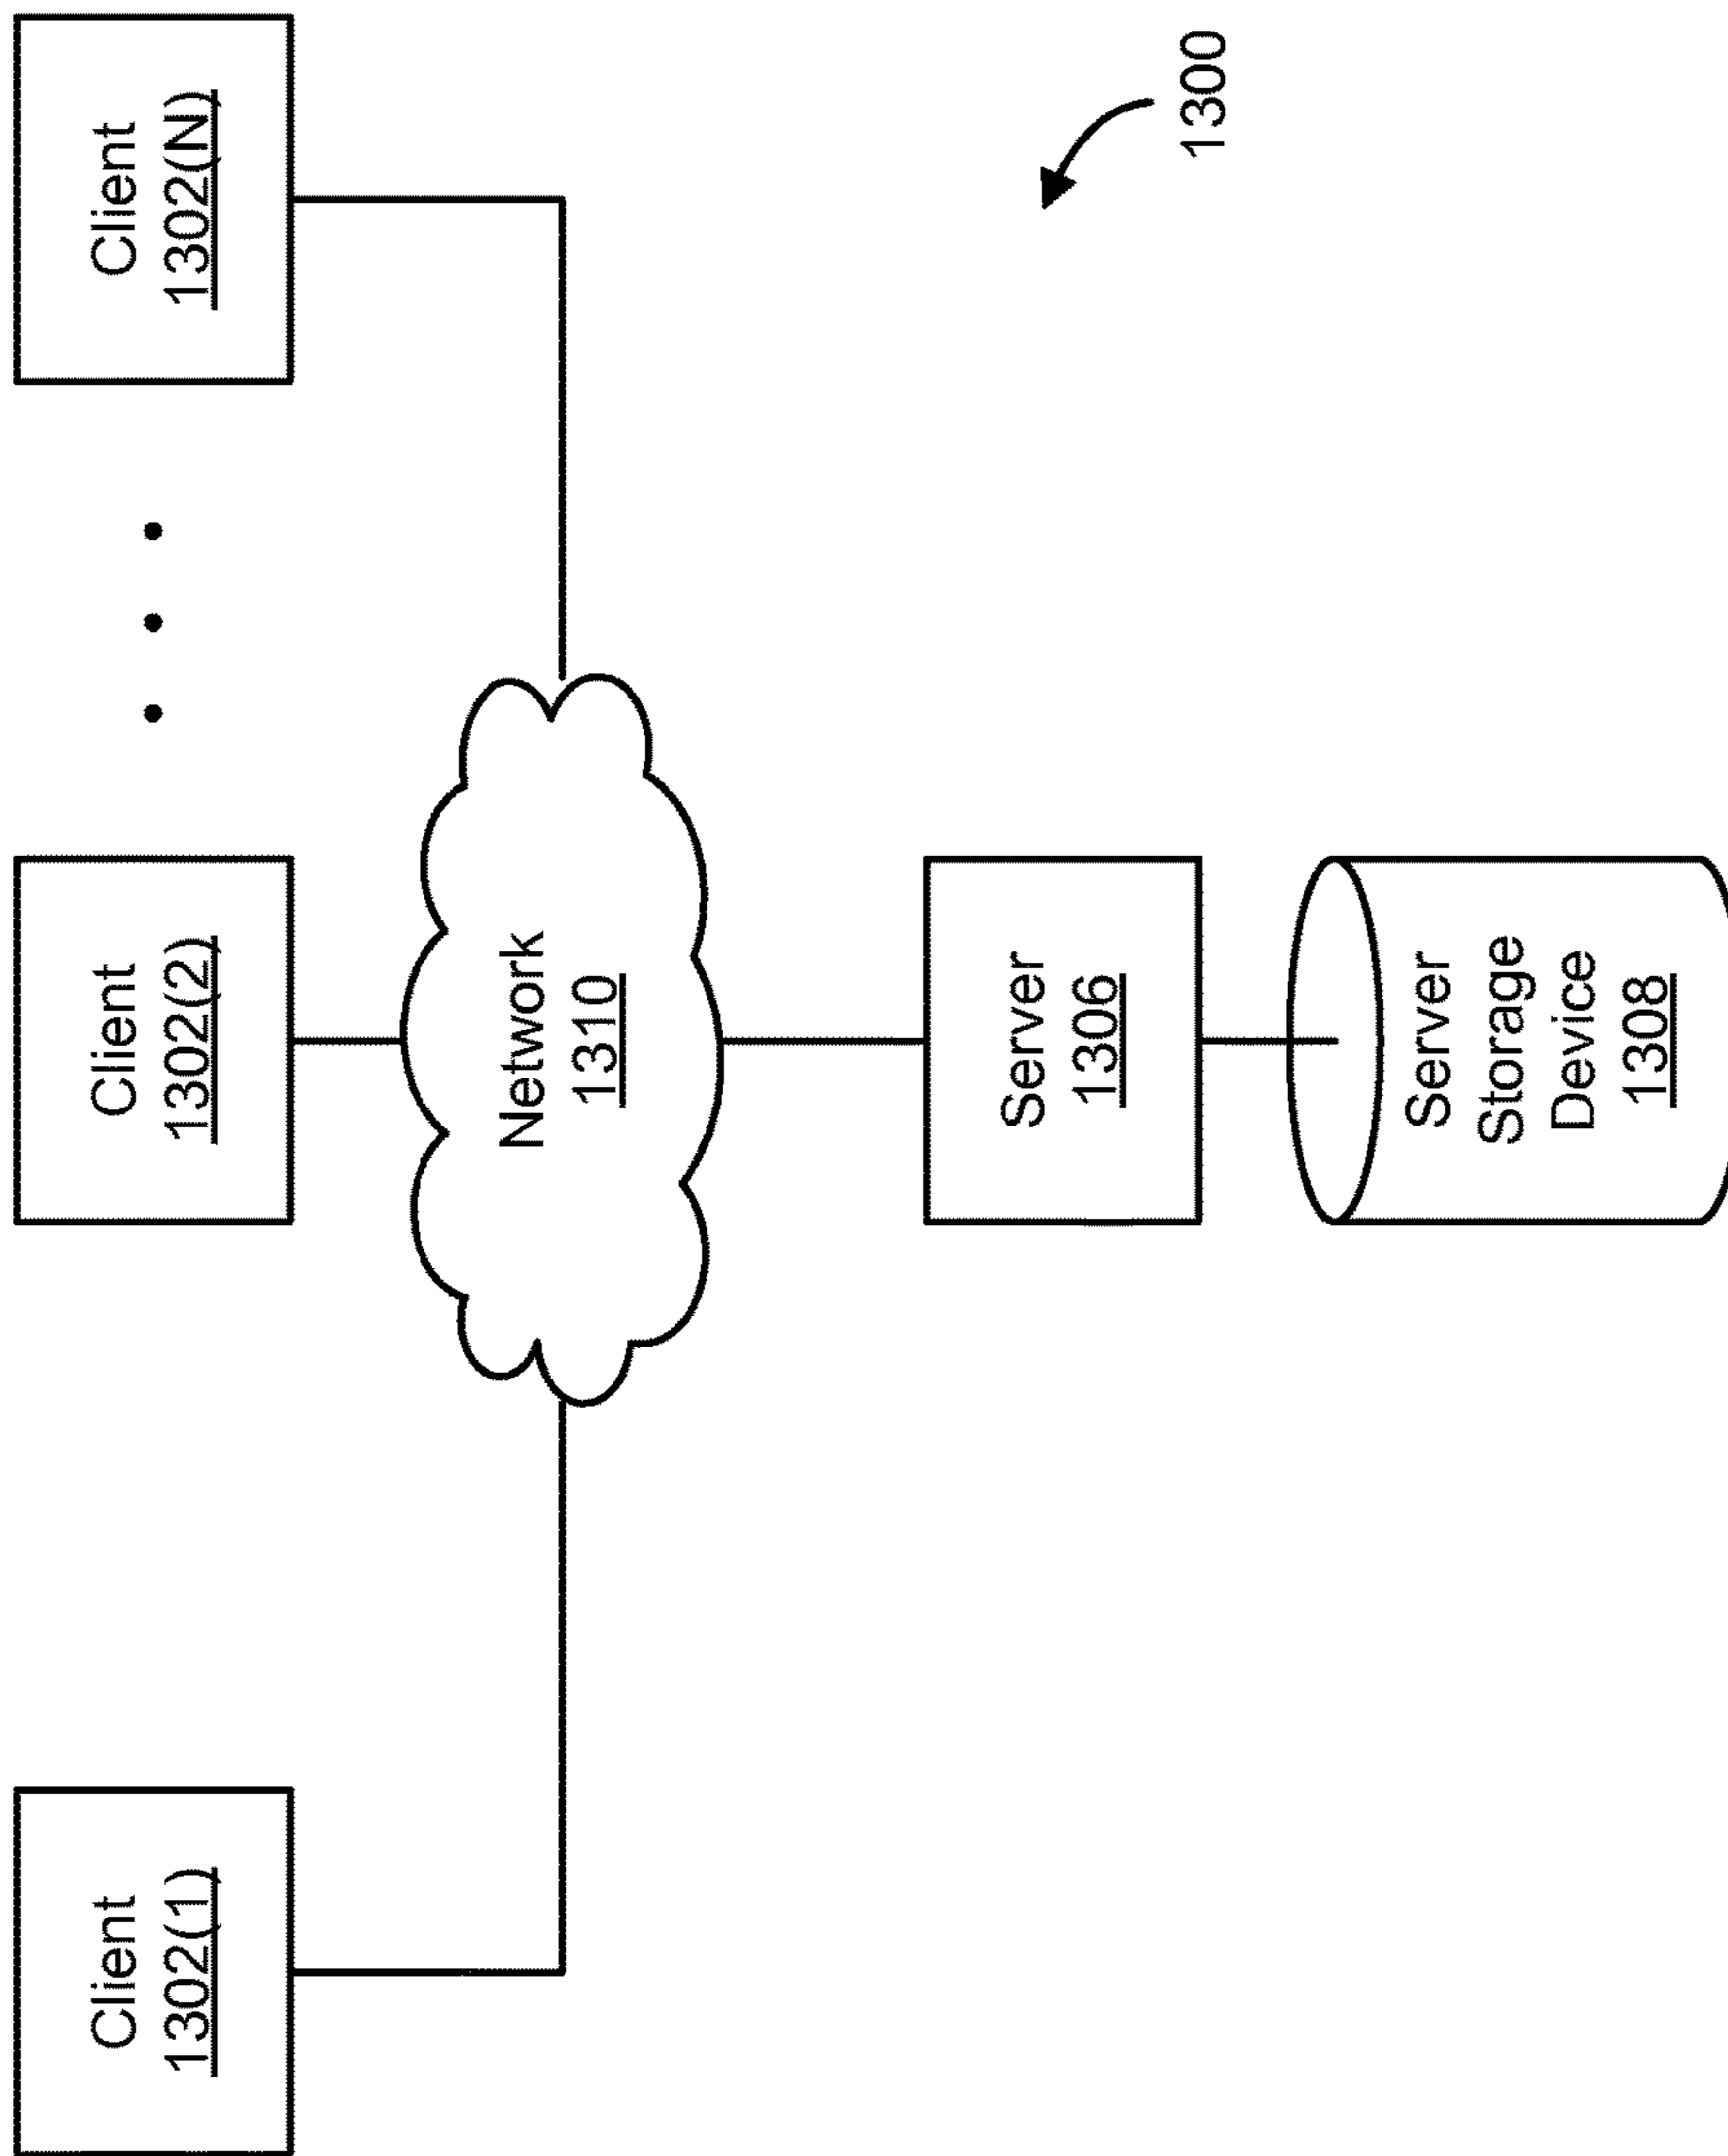 Client
1302(1)
Client
1302(2)
Client
1302(N)
Network
1310
Server
1306
Server
Storage
Device
1308
1300